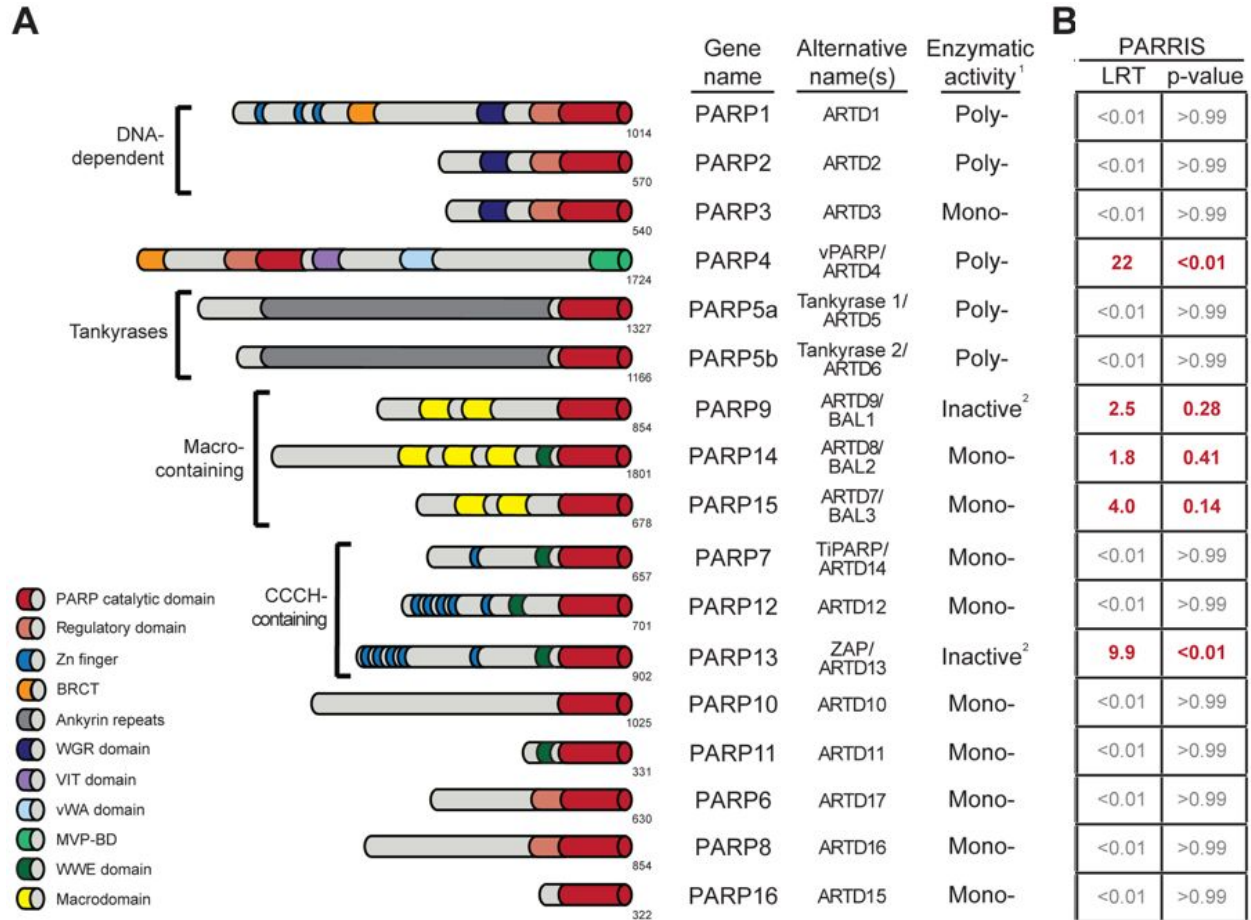 A
B
Gene name
Alternative name(s)
Enzymatic activity¹
PARRIS
LRT p-value
DNA-dependent
1014 PARP1 ARTD1 Poly- <0.01 >0.99
570 PARP2 ARTD2 Poly- <0.01 >0.99
540 PARP3 ARTD3 Mono- <0.01 >0.99
1724 PARP4 vPARP/ARTD4 Poly- 22 <0.01
Tankyrases
1327 PARP5a Tankyrase 1/ARTD5 Poly- <0.01 >0.99
1166 PARP5b Tankyrase 2/ARTD6 Poly- <0.01 >0.99
Macro-containing
854 PARP9 ARTD9/BAL1 Inactive² 2.5 0.28
1801 PARP14 ARTD8/BAL2 Mono- 1.8 0.41
678 PARP15 ARTD7/BAL3 Mono- 4.0 0.14
CCCH-containing
657 PARP7 TiPARP/ARTD14 Mono- <0.01 >0.99
701 PARP12 ARTD12 Mono- <0.01 >0.99
902 PARP13 ZAP/ARTD13 Inactive² 9.9 <0.01
1025 PARP10 ARTD10 Mono- <0.01 >0.99
331 PARP11 ARTD11 Mono- <0.01 >0.99
630 PARP6 ARTD17 Mono- <0.01 >0.99
854 PARP8 ARTD16 Mono- <0.01 >0.99
322 PARP16 ARTD15 Mono- <0.01 >0.99
PARP catalytic domain
Regulatory domain
Zn finger
BRCT
Ankyrin repeats
WGR domain
VIT domain
vWA domain
MVP-BD
WWE domain
Macrodomain